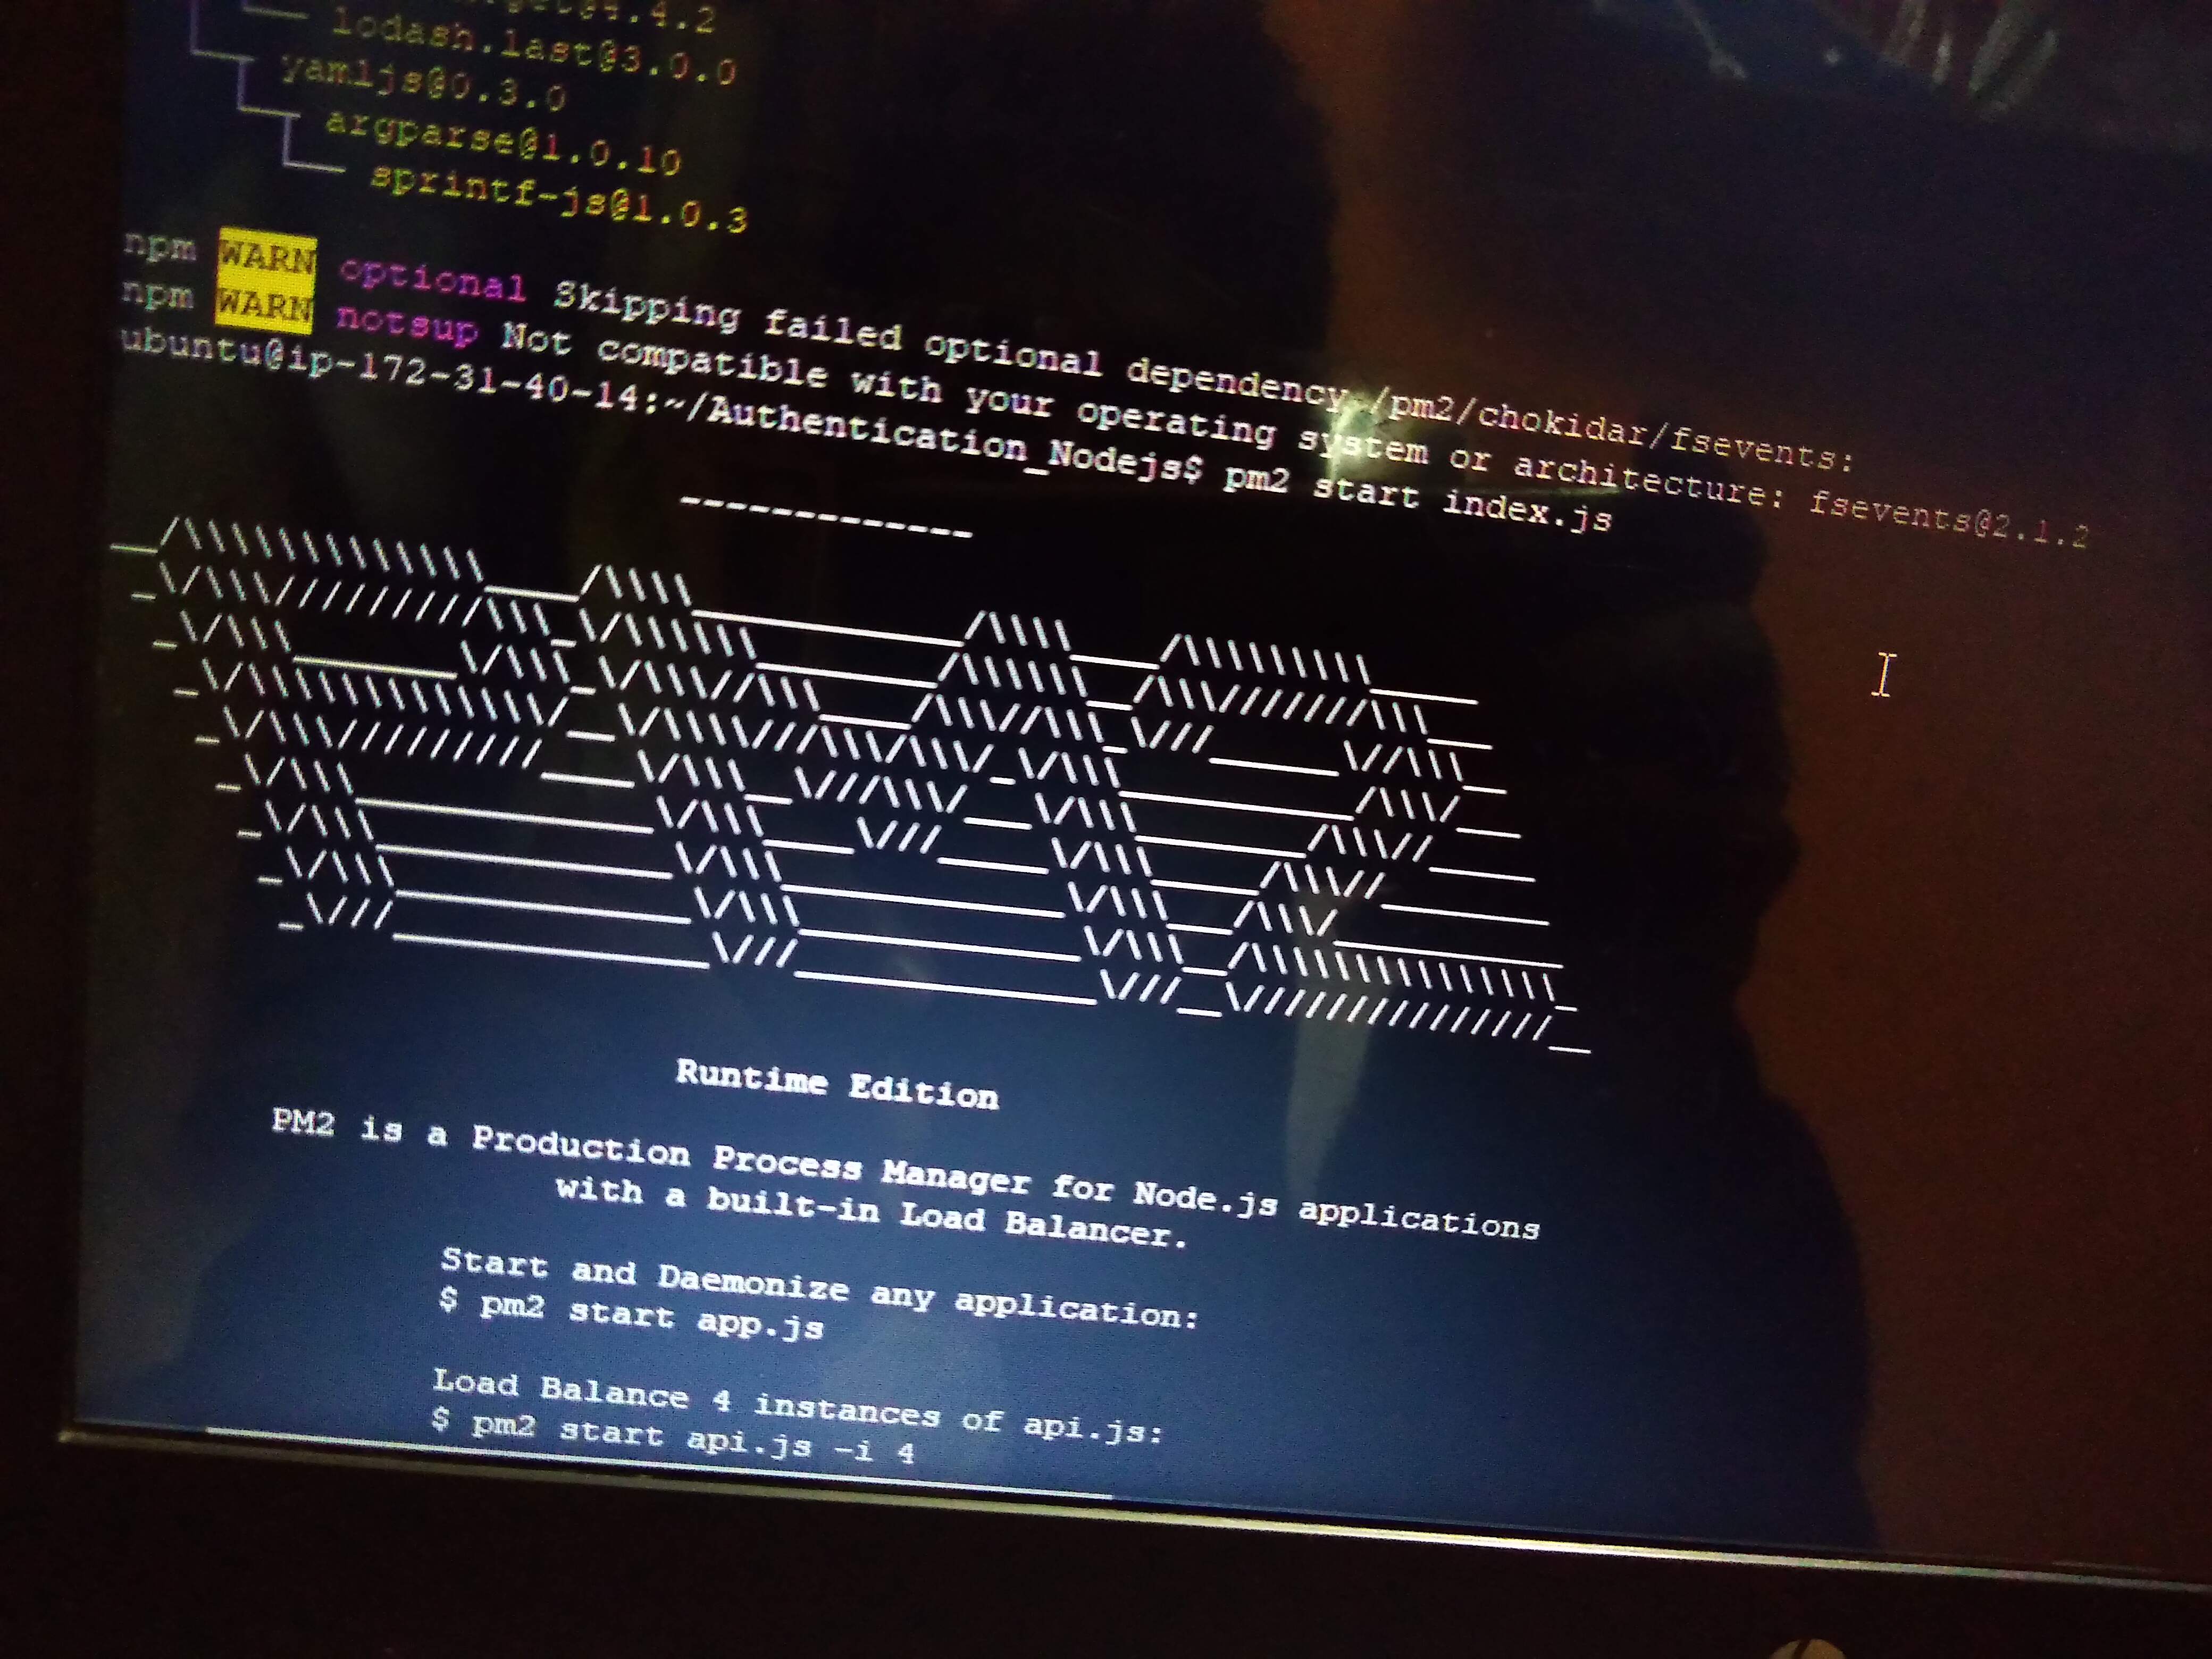 4.4.2
lodash.last@3.0.0
yamljs@0.3.0
argparse@1.0.10
sprintf-js@1.0.3
npm WARN optional Skipping failed optional dependency /pm2/chokidar/fsevents:
npm WARN notsup Not compatible with your operating system or architecture: fsevents@2.1.2
ubuntu@ip-172-31-40-14:~/Authentication_Nodejs$ pm2 start index.js
-------------
Runtime Edition
PM2 is a Production Process Manager for Node.js applications
with a built-in Load Balancer.
Start and Daemonize any application:
$ pm2 start app.js
Load Balance 4 instances of api.js:
$ pm2 start api.js -i 4